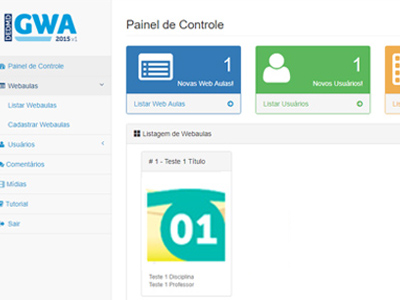 DEDMD
GWA
2015 v1
Painel de Controle
Webaulas
Listar Webaulas
Cadastrar Webaulas
Usuários
Comentários
Mídias
Tutorial
Sair
Painel de Controle
1
Novas Web Aulas!
Listar Web Aulas
1
Novos Usuários!
Listar Usuários
Listagem de Webaulas
# 1 - Teste 1 Título
01
Teste 1 Disciplina
Teste 1 Professor